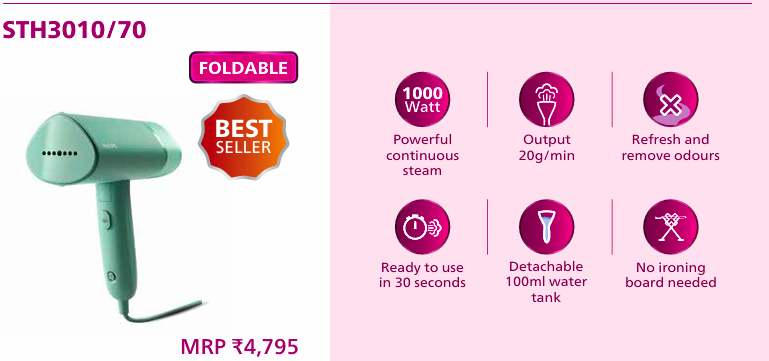 STH3010/70
FOLDABLE
BEST
SELLER
MRP ₹4,795
1000
Watt
Powerful
continuous
steam
Output
20g/min
Refresh and
remove odours
Ready to use
in 30 seconds
Detachable
100ml water
tank
No ironing
board needed